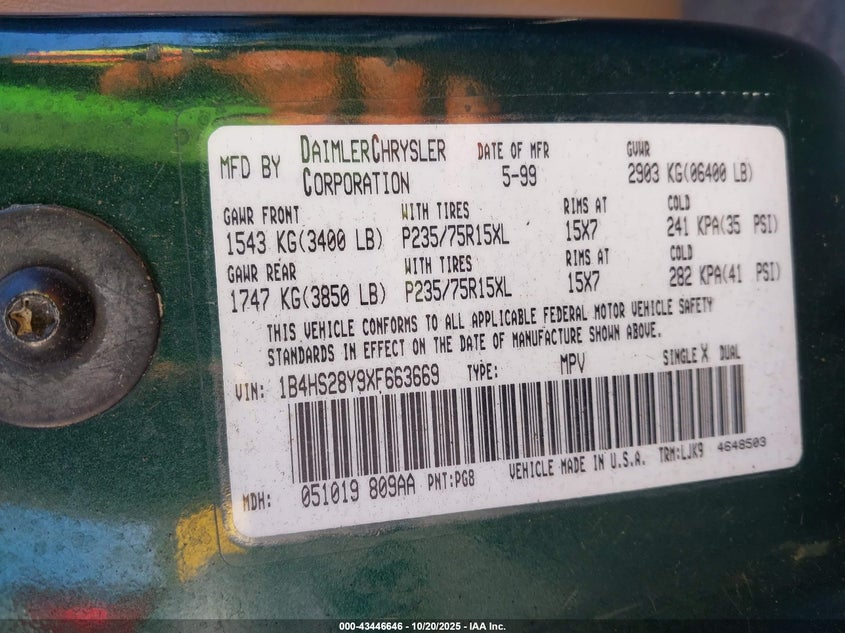 MFD BY DAIMLERCHRYSLER CORPORATION DATE OF MFR 5-99 GVWR 2903 KG(06400 LB)
GAWR FRONT WITH TIRES RIMS AT COLD
1543 KG(3400 LB) P235/75R15XL 15X7 241 KPA(35 PSI)
GAWR REAR WITH TIRES RIMS AT COLD
1747 KG(3850 LB) P235/75R15XL 15X7 282 KPA(41 PSI)
THIS VEHICLE CONFORMS TO ALL APPLICABLE FEDERAL MOTOR VEHICLE SAFETY
STANDARDS IN EFFECT ON THE DATE OF MANUFACTURE SHOWN ABOVE.
VIN: 1B4HS28Y9XF663669 TYPE: MPV SINGLE X DUAL
MDH: 051019 809AA PNT:PG8 VEHICLE MADE IN U.S.A. TRM:LJK9 4648503
000-43446646 - 10/20/2025 - IAA Inc.